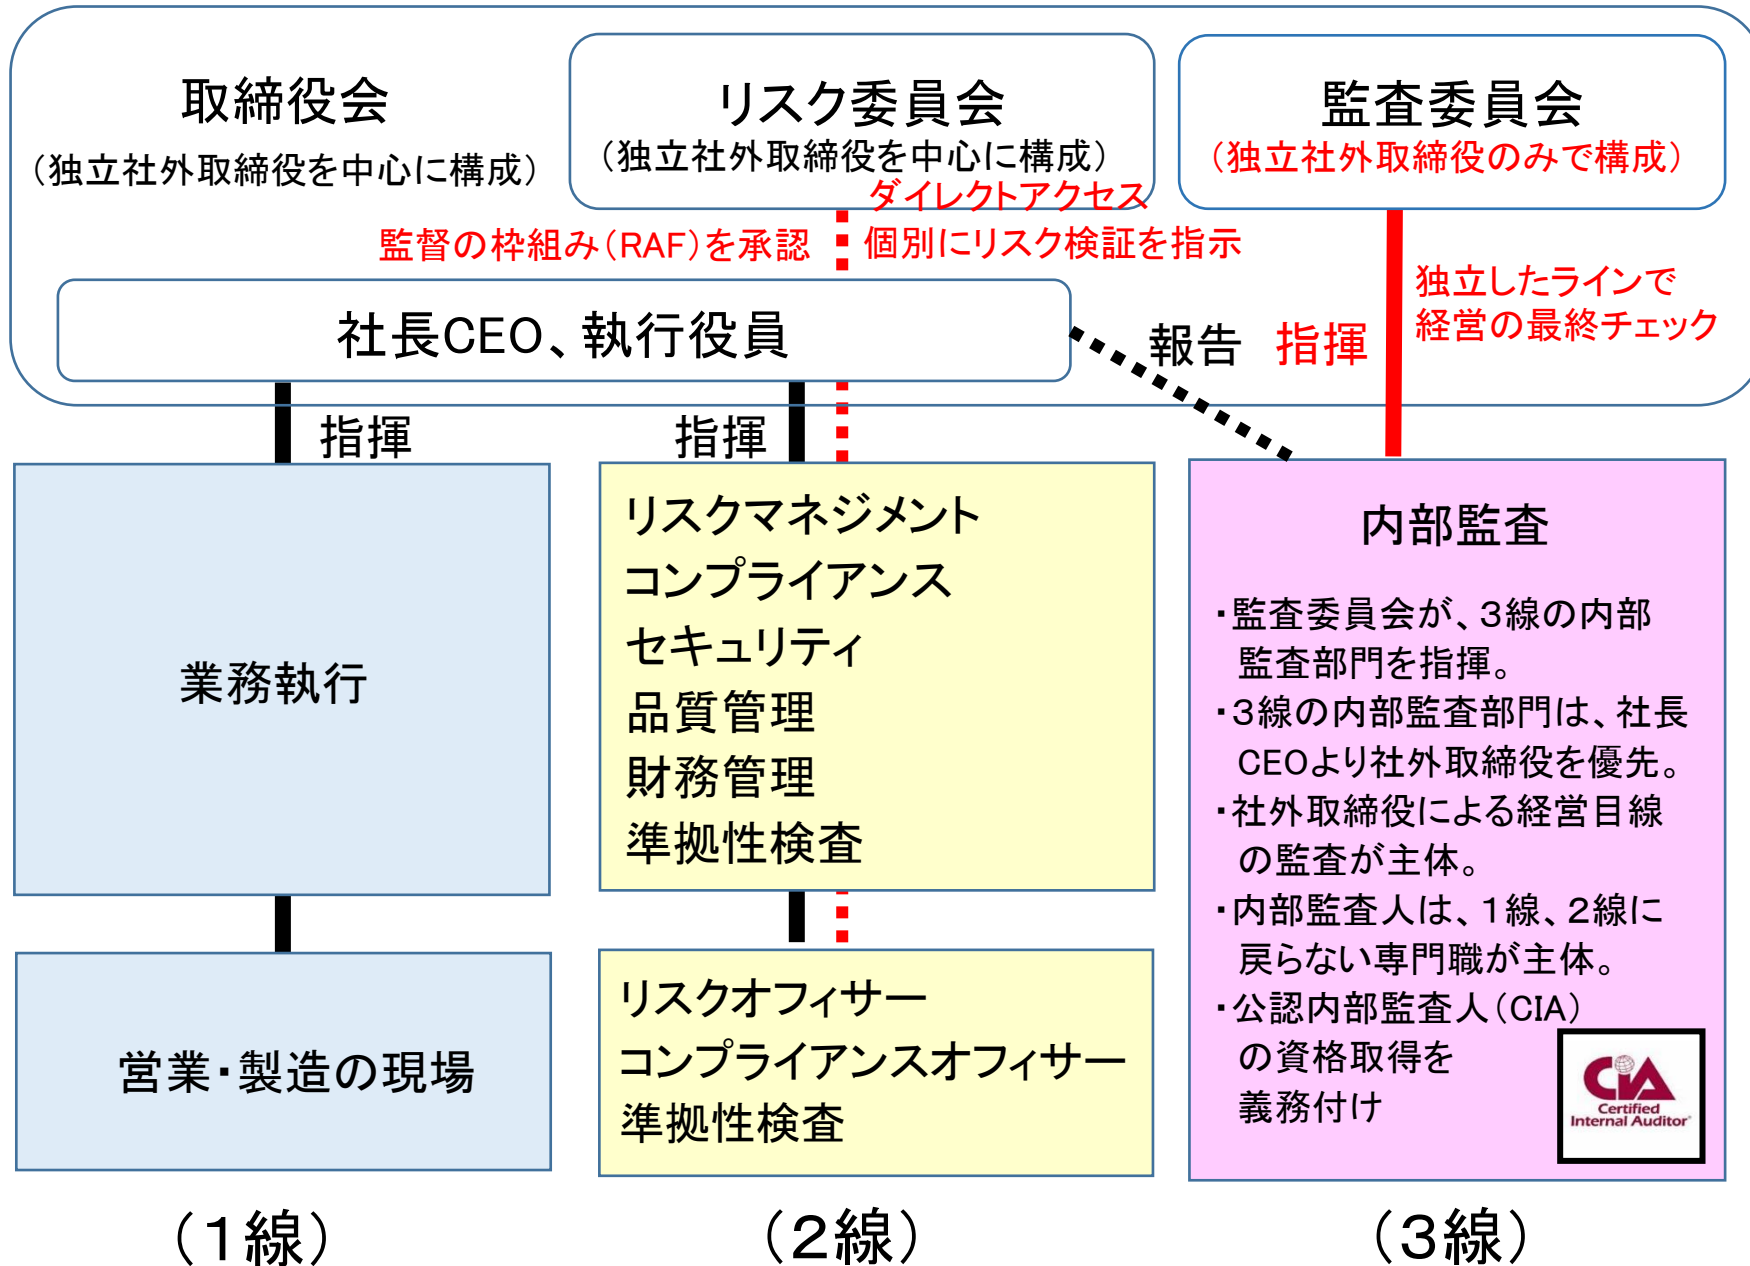 取締役会
(独立社外取締役を中心に構成)
リスク委員会
(独立社外取締役を中心に構成)
監査委員会
(独立社外取締役のみで構成)
ダイレクトアクセス
監督の枠組み(RAF)を承認
個別にリスク検証を指示
独立したラインで
経営の最終チェック
社長CEO、執行役員
報告
指揮
指揮
指揮
業務執行
営業・製造の現場
リスクマネジメント
コンプライアンス
セキュリティ
品質管理
財務管理
準拠性検査
リスクオフィサー
コンプライアンスオフィサー
準拠性検査
内部監査
・監査委員会が、3線の内部
監査部門を指揮。
・3線の内部監査部門は、社長
CEOより社外取締役を優先。
・社外取締役による経営目線
の監査が主体。
・内部監査人は、1線、2線に
戻らない専門職が主体。
・公認内部監査人(CIA)
の資格取得を
義務付け
CIA
Certified
Internal Auditor
(1線)
(2線)
(3線)